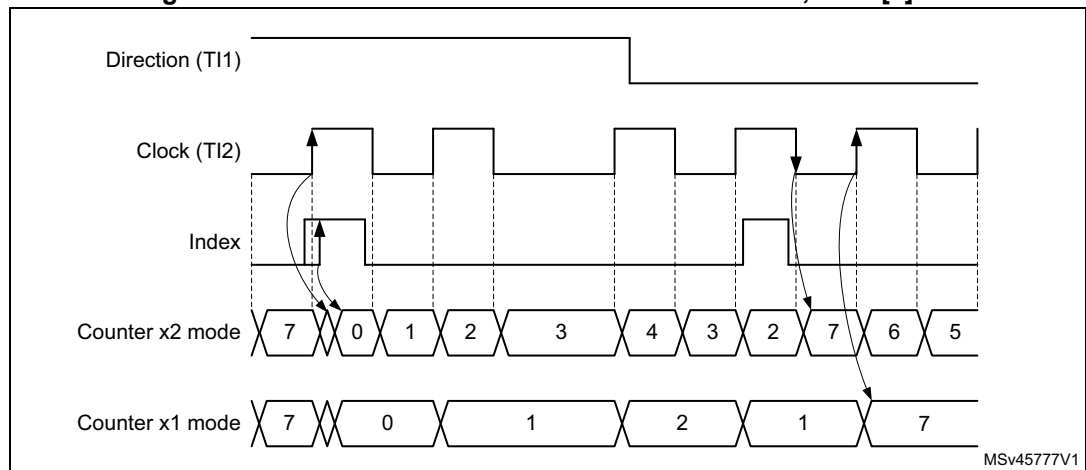 Direction (TI1)
Clock (TI2)
Index
Counter x2 mode 7 0 1 2 3 4 3 2 7 6 5
Counter x1 mode 7 0 1 2 1 7
MSv45777V1